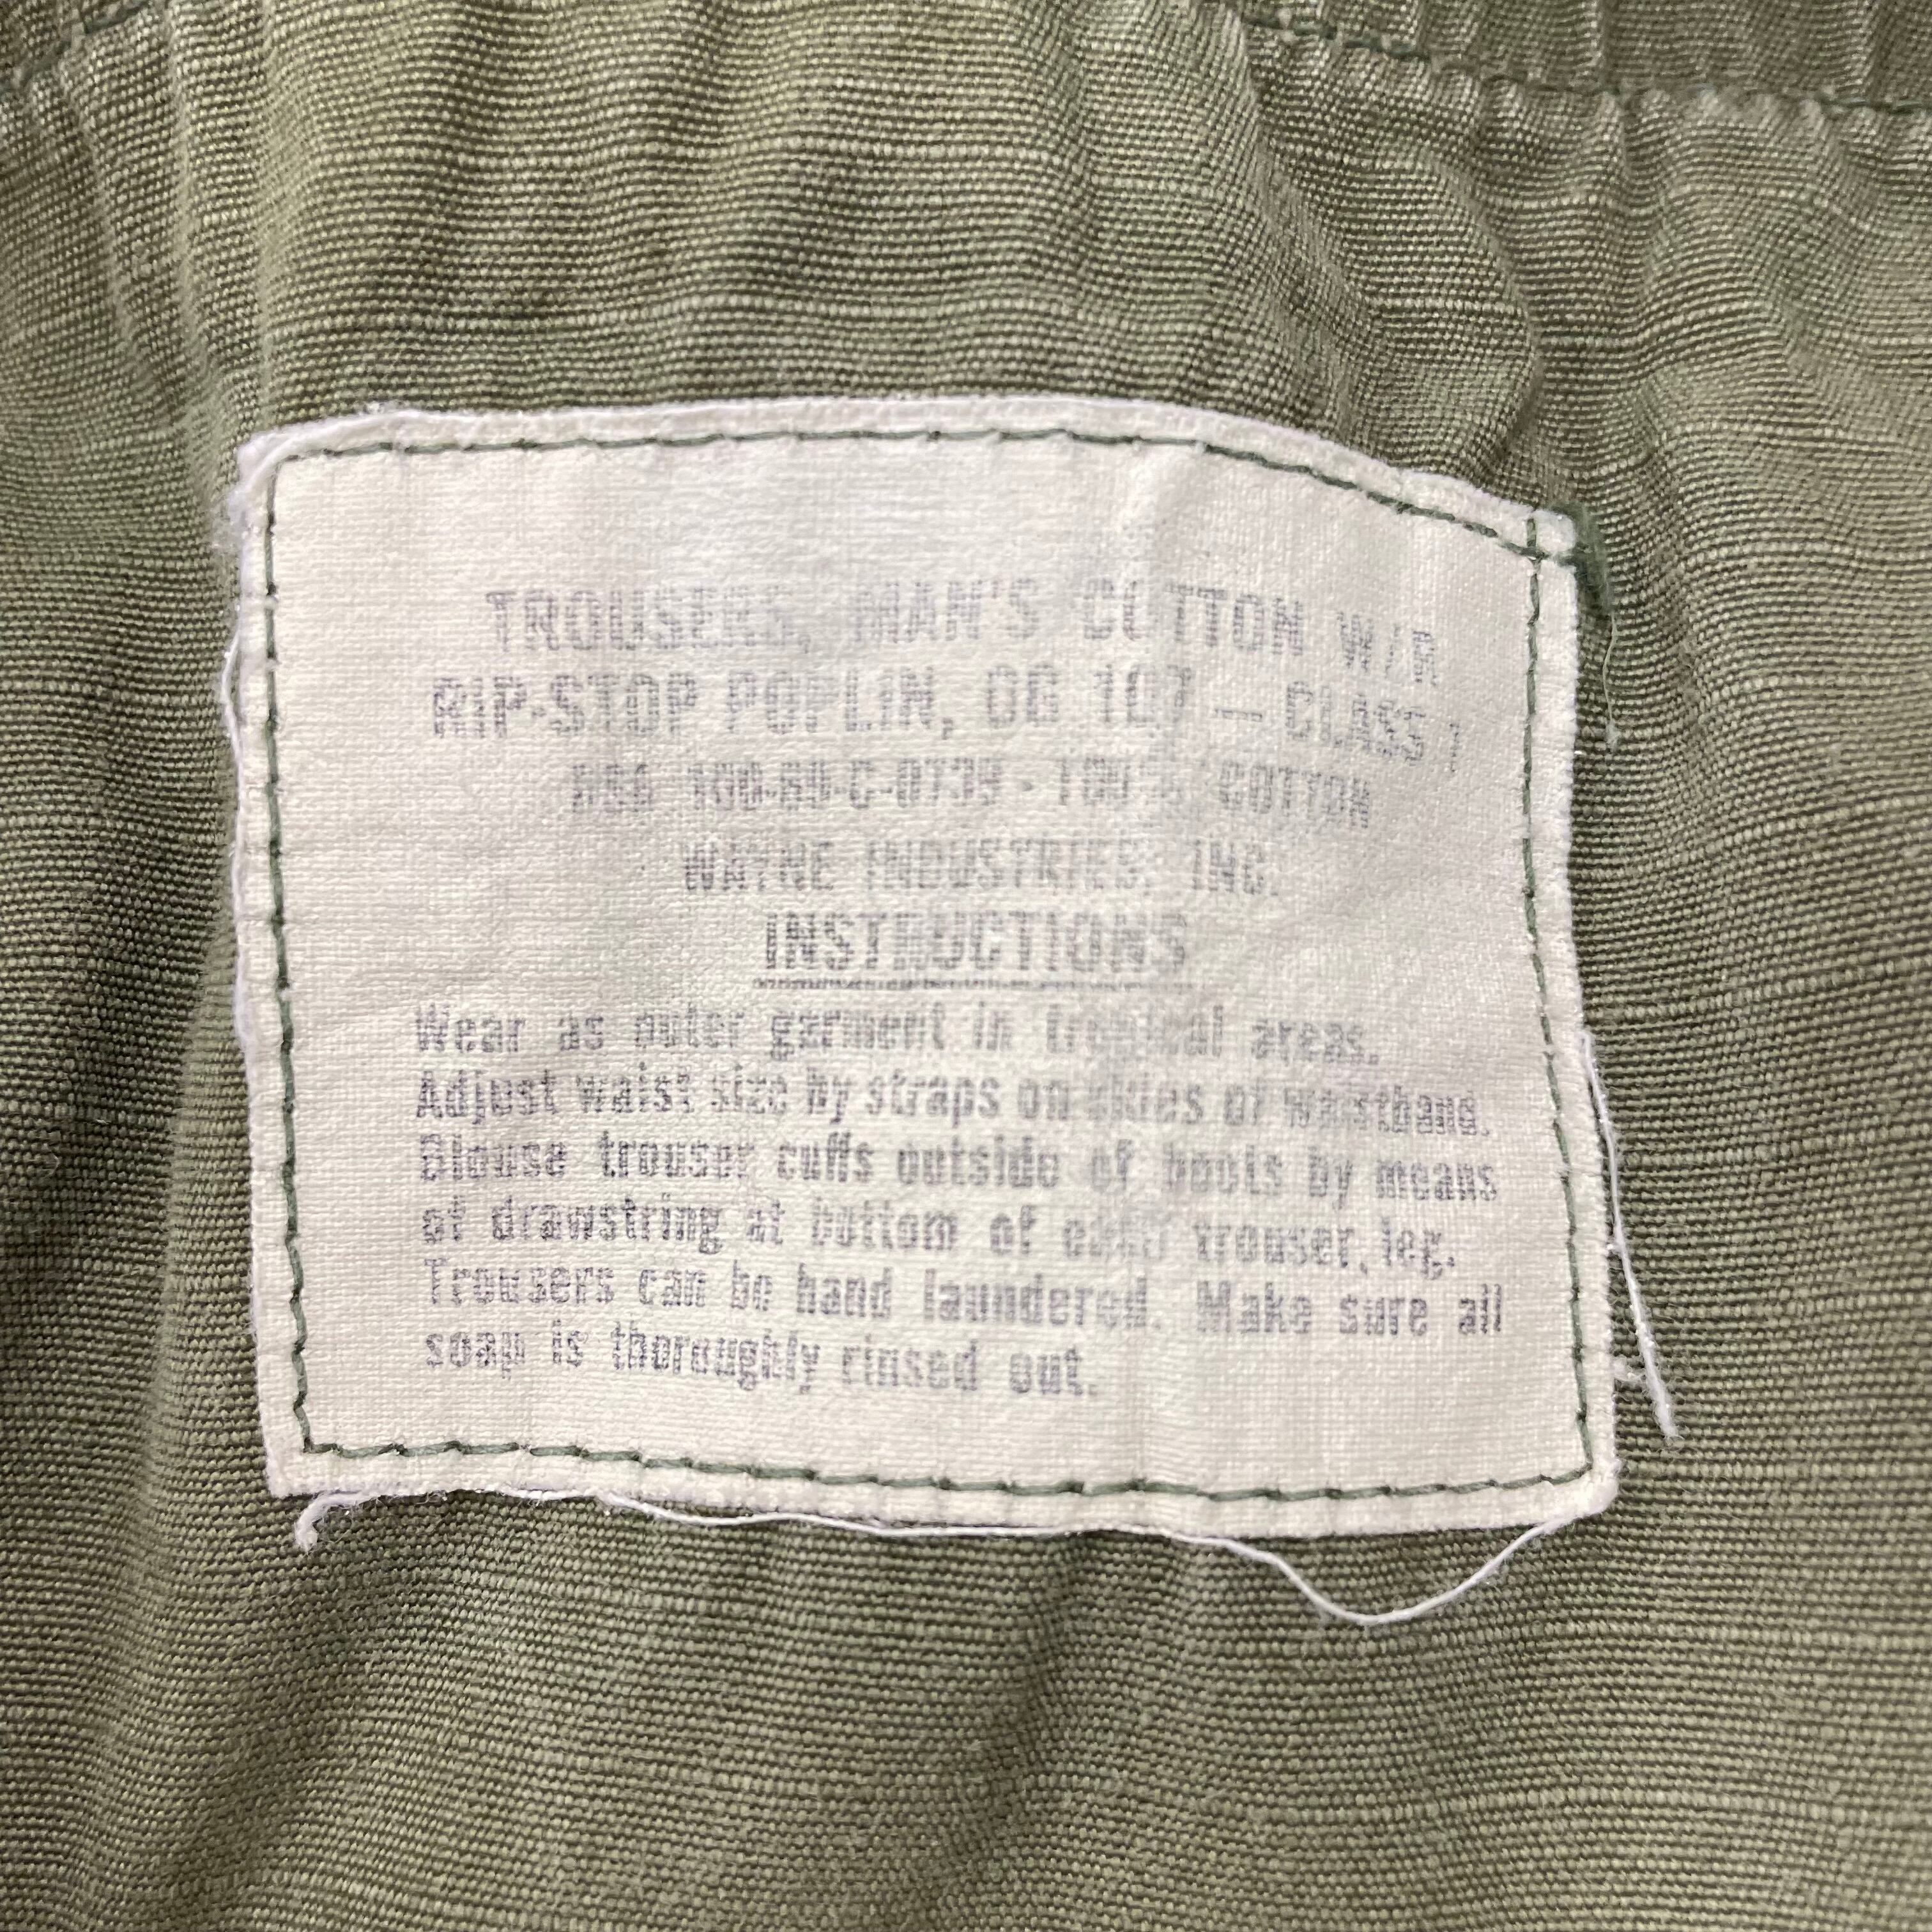 TROUSERS, MAN'S COTTON W/R
RIP-STOP POPLIN, OG 107 — CLASS 1
DSA 100-69-C-0739 - 100% COTTON
WAYNE INDUSTRIES, INC.
INSTRUCTIONS
Wear as outer garment in tropical areas.
Adjust waist size by straps on sides of waistband.
Blouse trouser cuffs outside of boots by means
of drawstring at bottom of each trouser, leg.
Trousers can be hand laundered. Make sure all
soap is thoroughly rinsed out.